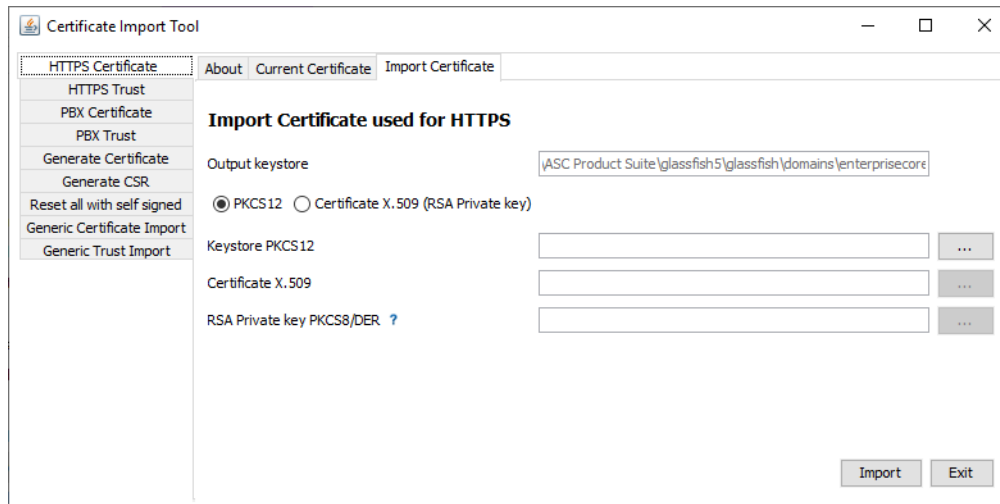 Certificate Import Tool
HTTPS Certificate
HTTPS Trust
PBX Certificate
PBX Trust
Generate Certificate
Generate CSR
Reset all with self signed
Generic Certificate Import
Generic Trust Import
About Current Certificate Import Certificate
Import Certificate used for HTTPS
Output keystore \ASC Product Suite\glassfish5\glassfish\domains\enterprisecore
PKCS12 Certificate X.509 (RSA Private key)
Keystore PKCS12 ...
Certificate X.509 ...
RSA Private key PKCS8/DER ? ...
Import Exit